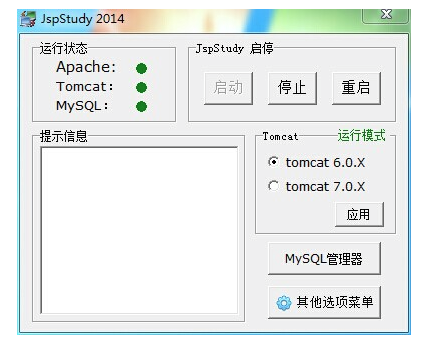 JspStudy 2014
运行状态
Apache:
Tomcat:
MySQL:
JspStudy 启停
启动
停止
重启
提示信息
Tomcat 运行模式
tomcat 6.0.X
tomcat 7.0.X
应用
MySQL管理器
其他选项菜单